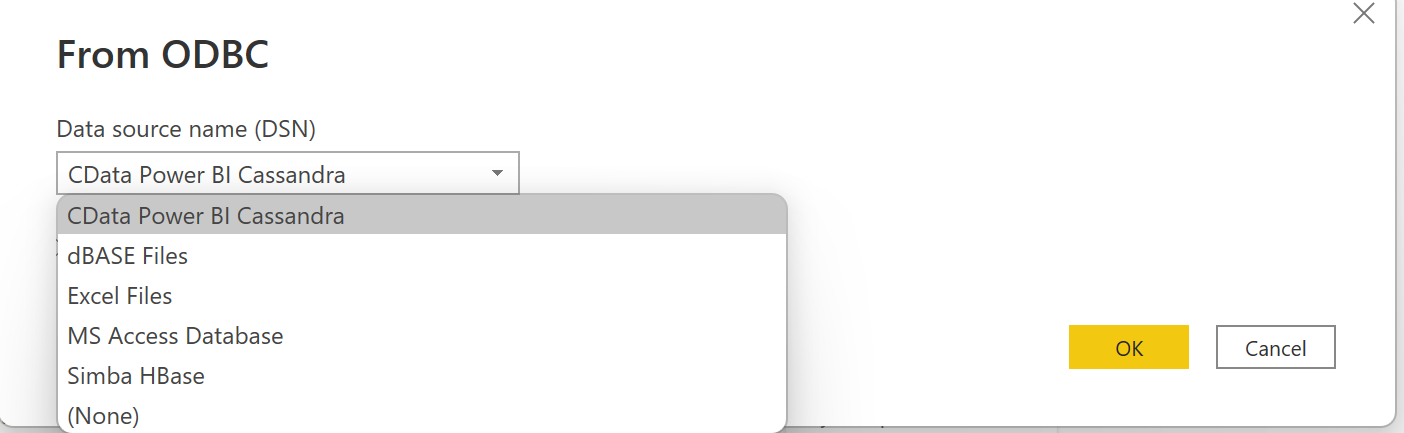 From ODBC
Data source name (DSN)
CData Power BI Cassandra
CData Power BI Cassandra
dBASE Files
Excel Files
MS Access Database
Simba HBase
(None)
OK
Cancel